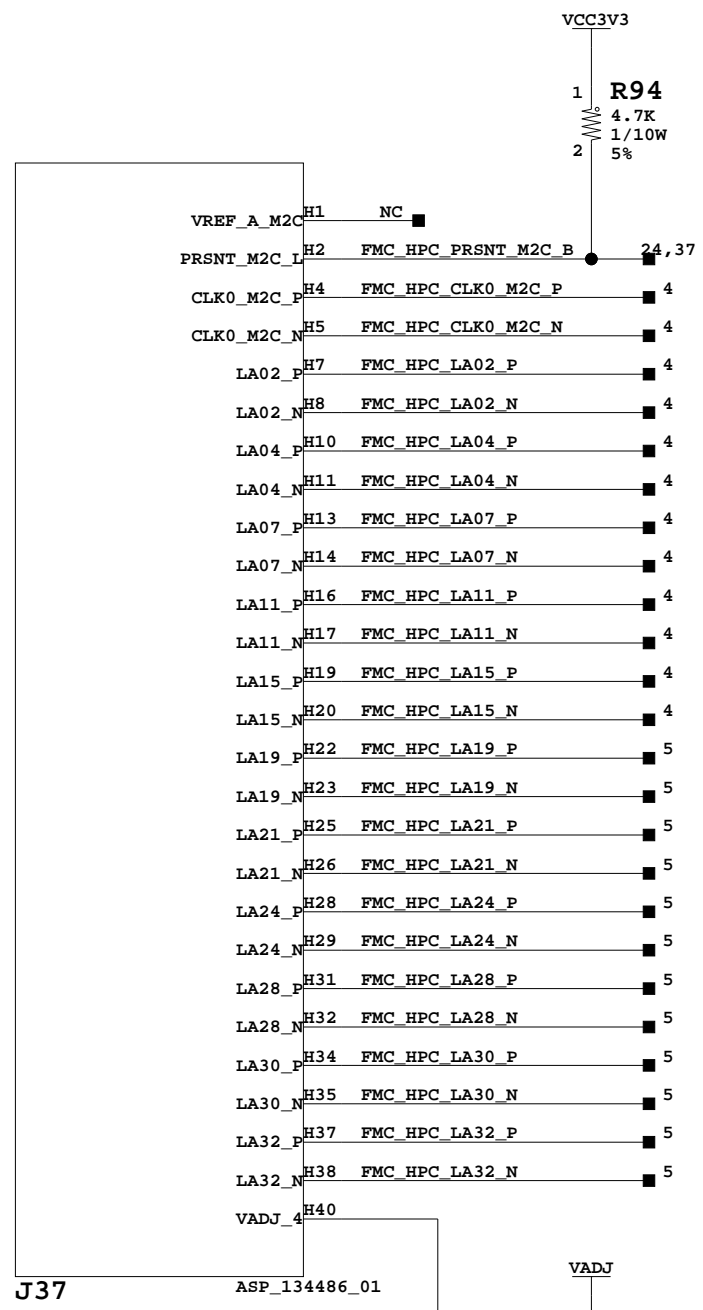 VCC3V3
1 R94
4.7K
1/10W
2 5%
VREF_A_M2C H1 NC
PRSNT_M2C_L H2 FMC_HPC_PRSNT_M2C_B 24,37
CLK0_M2C_P H4 FMC_HPC_CLK0_M2C_P 4
CLK0_M2C_N H5 FMC_HPC_CLK0_M2C_N 4
LA02_P H7 FMC_HPC_LA02_P 4
LA02_N H8 FMC_HPC_LA02_N 4
LA04_P H10 FMC_HPC_LA04_P 4
LA04_N H11 FMC_HPC_LA04_N 4
LA07_P H13 FMC_HPC_LA07_P 4
LA07_N H14 FMC_HPC_LA07_N 4
LA11_P H16 FMC_HPC_LA11_P 4
LA11_N H17 FMC_HPC_LA11_N 4
LA15_P H19 FMC_HPC_LA15_P 4
LA15_N H20 FMC_HPC_LA15_N 4
LA19_P H22 FMC_HPC_LA19_P 5
LA19_N H23 FMC_HPC_LA19_N 5
LA21_P H25 FMC_HPC_LA21_P 5
LA21_N H26 FMC_HPC_LA21_N 5
LA24_P H28 FMC_HPC_LA24_P 5
LA24_N H29 FMC_HPC_LA24_N 5
LA28_P H31 FMC_HPC_LA28_P 5
LA28_N H32 FMC_HPC_LA28_N 5
LA30_P H34 FMC_HPC_LA30_P 5
LA30_N H35 FMC_HPC_LA30_N 5
LA32_P H37 FMC_HPC_LA32_P 5
LA32_N H38 FMC_HPC_LA32_N 5
VADJ_4 H40
VADJ
J37 ASP_134486_01